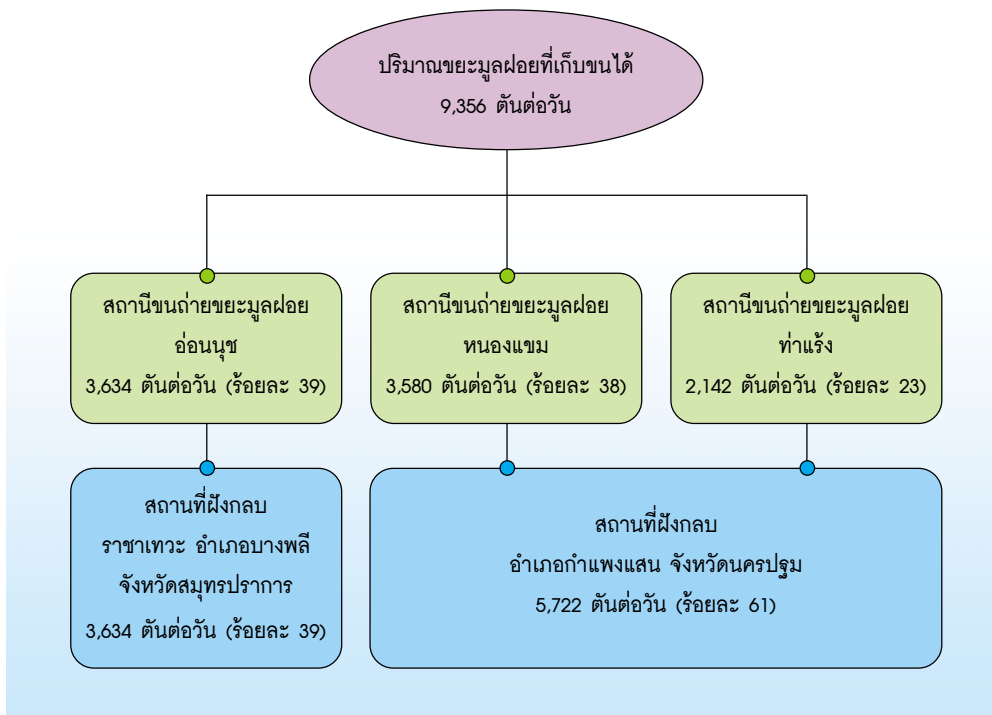 ปริมาณขยะมูลฝอยที่เก็บขนได้
9,356 ตันต่อวัน
สถานีขนถ่ายขยะมูลฝอย
อ่อนนุช
3,634 ตันต่อวัน (ร้อยละ 39)
สถานีขนถ่ายขยะมูลฝอย
หนองแขม
3,580 ตันต่อวัน (ร้อยละ 38)
สถานีขนถ่ายขยะมูลฝอย
ท่าแร้ง
2,142 ตันต่อวัน (ร้อยละ 23)
สถานที่ฝังกลบ
ราชาเทวะ อำเภอบางพลี
จังหวัดสมุทรปราการ
3,634 ตันต่อวัน (ร้อยละ 39)
สถานที่ฝังกลบ
อำเภอกำแพงแสน จังหวัดนครปฐม
5,722 ตันต่อวัน (ร้อยละ 61)